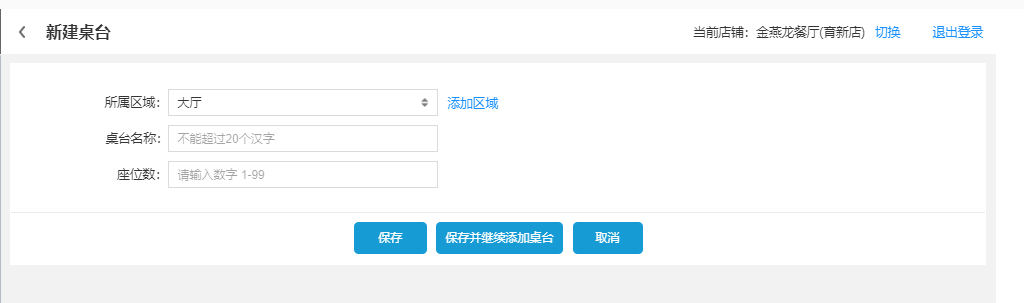 新建桌台 当前店铺：金燕龙餐厅(育新店) 切换 退出登录
所属区域： 大厅 添加区域
桌台名称： 不能超过20个汉字
座位数： 请输入数字 1-99
保存 保存并继续添加桌台 取消